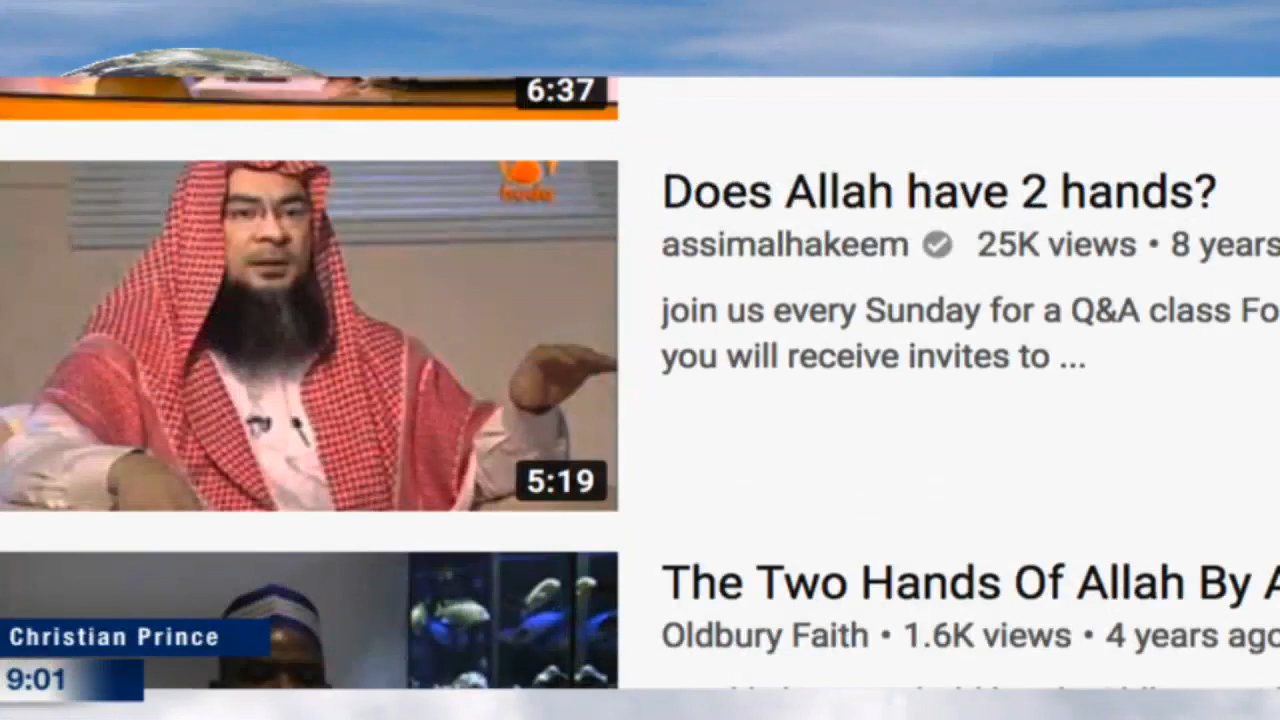 6:37
huda
Does Allah have 2 hands?
assimalhakeem 25K views • 8 years
join us every Sunday for a Q&A class Fo
you will receive invites to ...
5:19
The Two Hands Of Allah By A
Oldbury Faith • 1.6K views • 4 years ago
Christian Prince
9:01